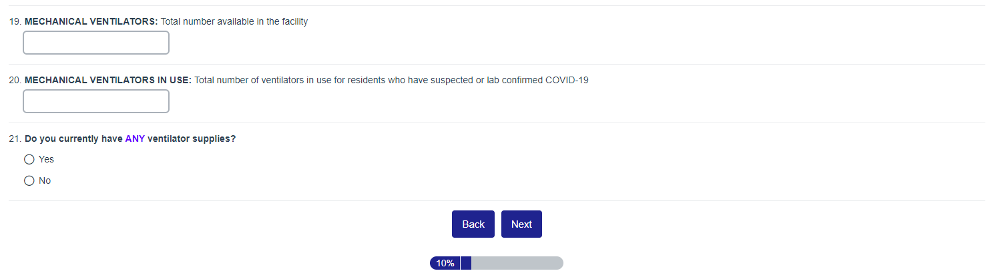 19. MECHANICAL VENTILATORS: Total number available in the facility
20. MECHANICAL VENTILATORS IN USE: Total number of ventilators in use for residents who have suspected or lab confirmed COVID-19
21. Do you currently have ANY ventilator supplies?
Yes
No
Back Next
10%